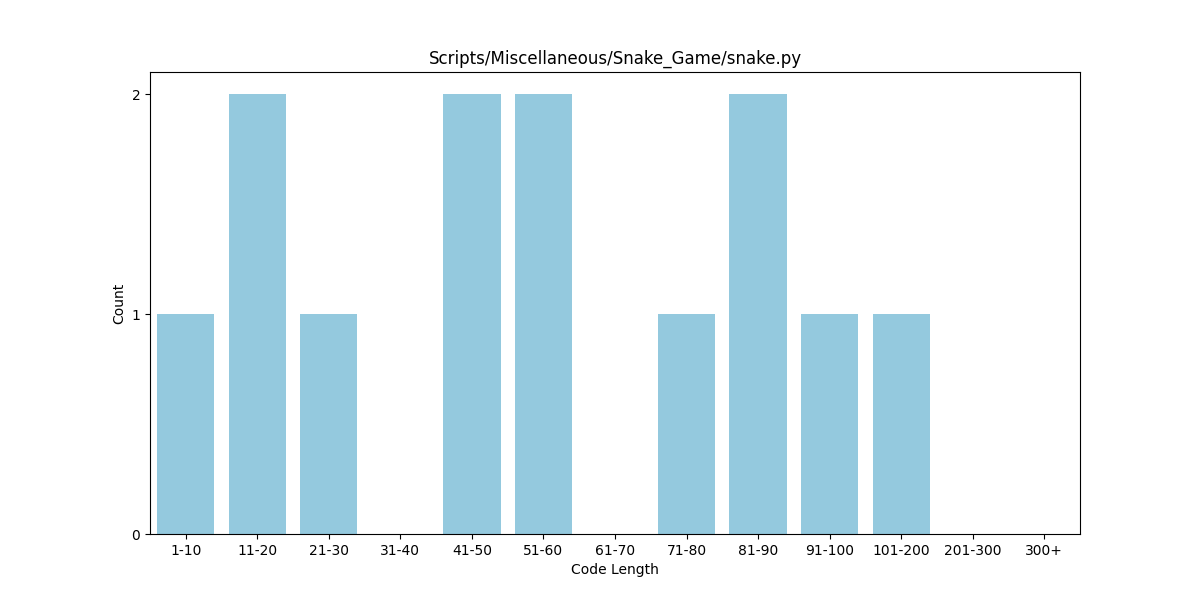 Scripts/Miscellaneous/Snake_Game/snake.py
2
1
0
Count
1-10 11-20 21-30 31-40 41-50 51-60 61-70 71-80 81-90 91-100 101-200 201-300 300+
Code Length